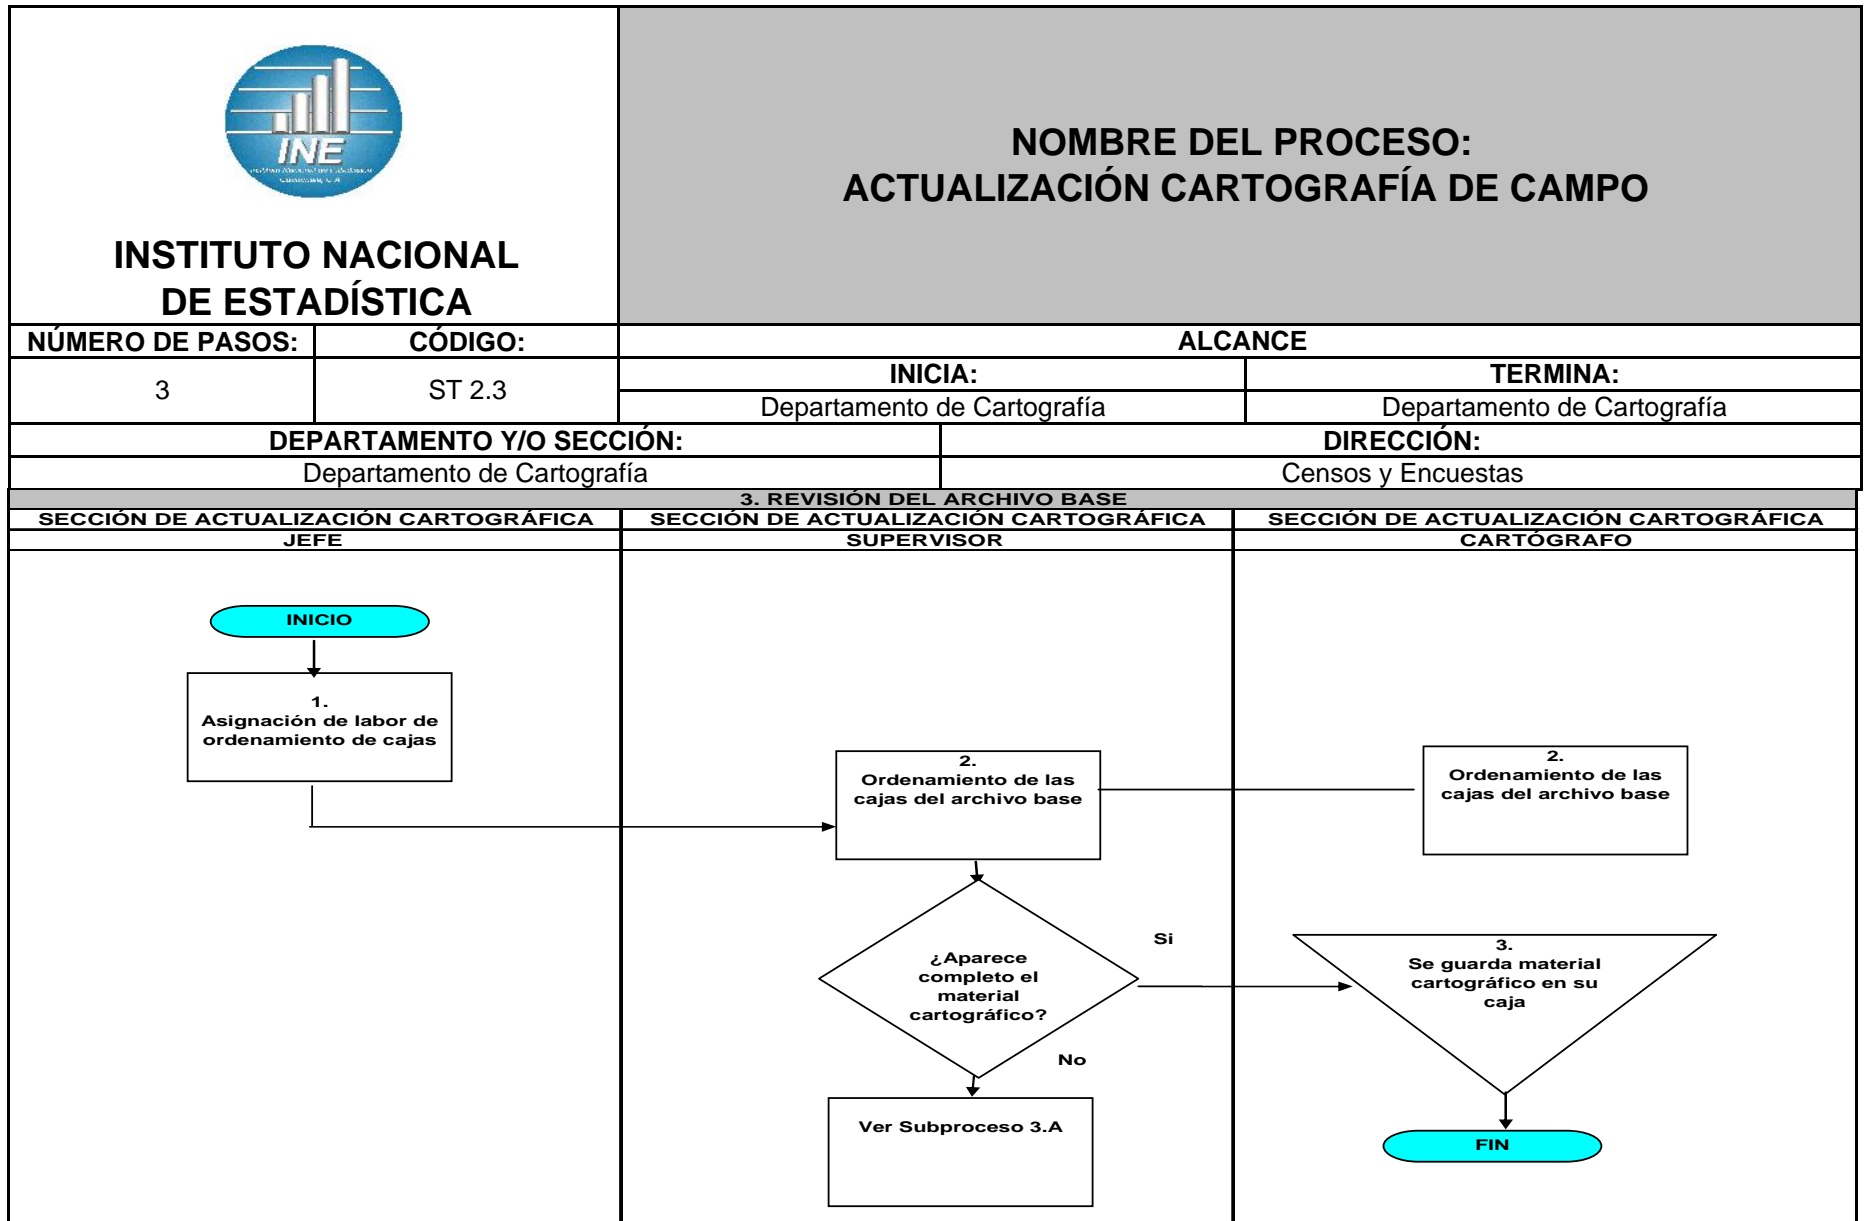 INE
Instituto Nacional de Estadística
Guatemala, C.A.
INSTITUTO NACIONAL
DE ESTADÍSTICA
NOMBRE DEL PROCESO:
ACTUALIZACIÓN CARTOGRAFÍA DE CAMPO
NÚMERO DE PASOS:
CÓDIGO:
ALCANCE
3
ST 2.3
INICIA:
TERMINA:
Departamento de Cartografía
Departamento de Cartografía
DEPARTAMENTO Y/O SECCIÓN:
DIRECCIÓN:
Departamento de Cartografía
Censos y Encuestas
3. REVISIÓN DEL ARCHIVO BASE
SECCIÓN DE ACTUALIZACIÓN CARTOGRÁFICA
SECCIÓN DE ACTUALIZACIÓN CARTOGRÁFICA
SECCIÓN DE ACTUALIZACIÓN CARTOGRÁFICA
JEFE
SUPERVISOR
CARTÓGRAFO
INICIO
1.
Asignación de labor de
ordenamiento de cajas
2.
Ordenamiento de las
cajas del archivo base
2.
Ordenamiento de las
cajas del archivo base
¿Aparece
completo el
material
cartográfico?
Si
No
3.
Se guarda material
cartográfico en su
caja
Ver Subproceso 3.A
FIN